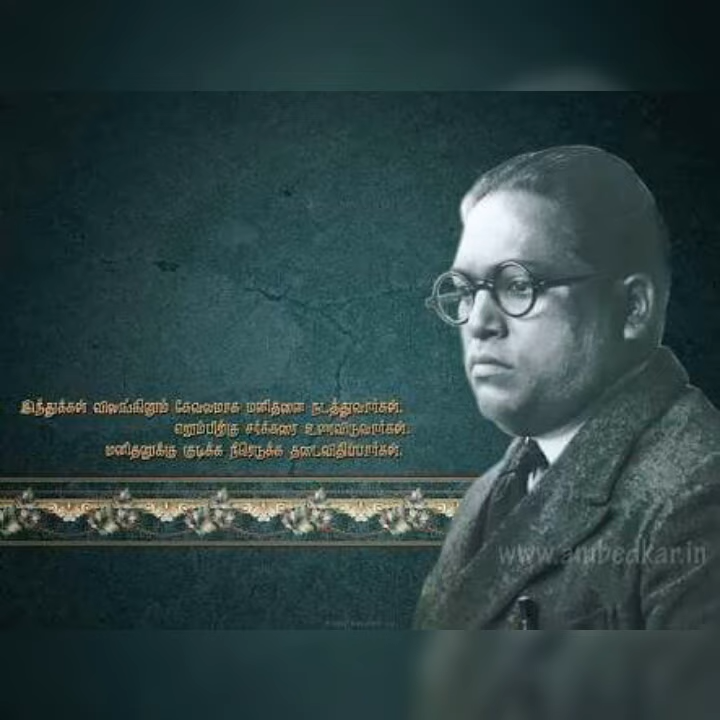 இந்துக்கள் விலங்கினும் கேவலமாக மனிதனை நடத்துவார்கள்.
எறும்பிற்கு சர்க்கரை உணவிடுவார்கள்.
மனிதனுக்கு குடிக்க நீரெடுக்க தடைவிதிப்பார்கள்.
www.ambedkar.in